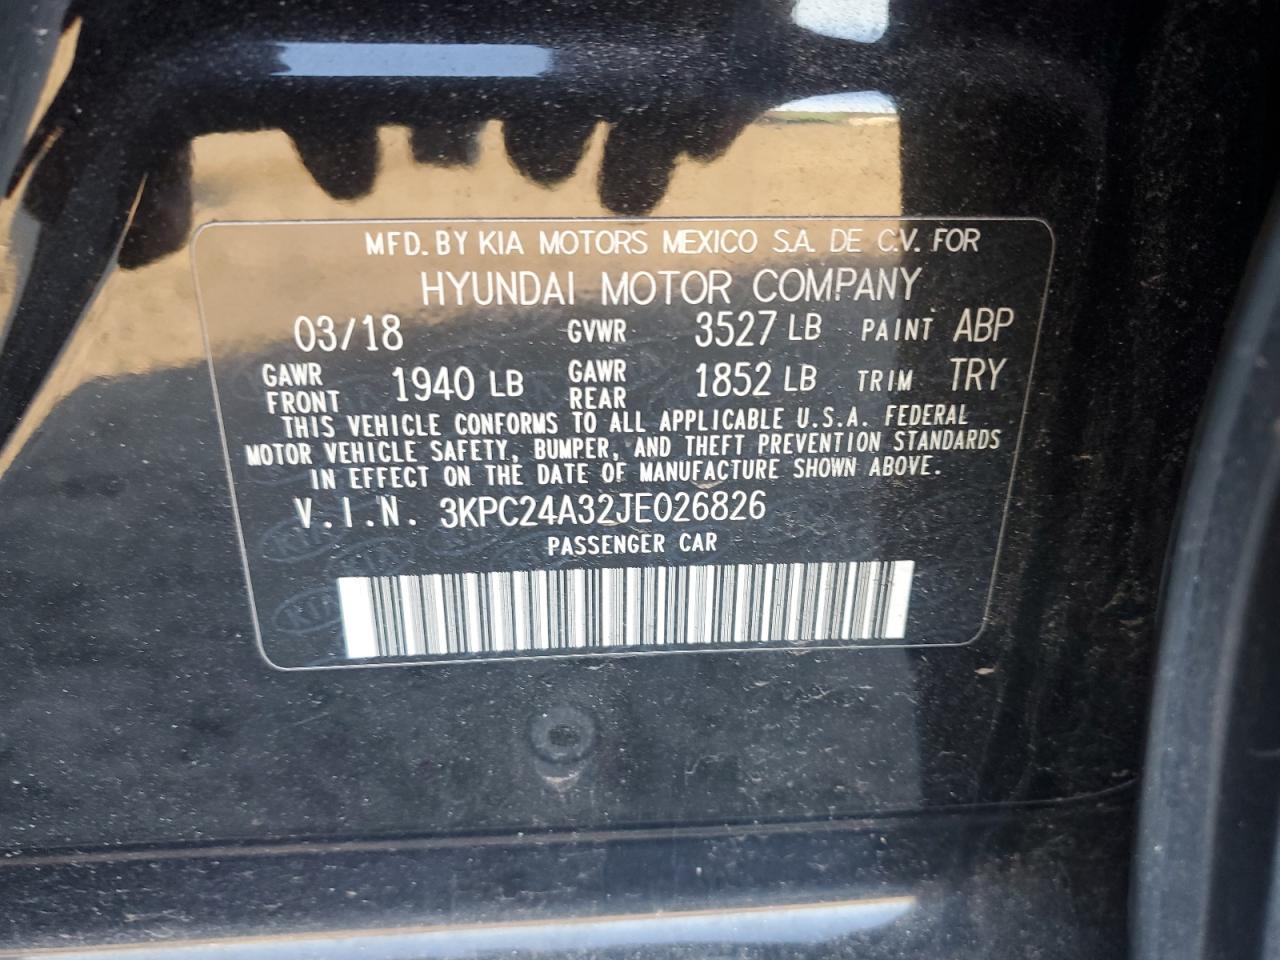 MFD. BY KIA MOTORS MEXICO S.A. DE C.V. FOR
HYUNDAI MOTOR COMPANY
03/18 GVWR 3527 LB PAINT ABP
GAWR FRONT 1940 LB GAWR REAR 1852 LB TRIM TRY
THIS VEHICLE CONFORMS TO ALL APPLICABLE U.S.A. FEDERAL
MOTOR VEHICLE SAFETY, BUMPER, AND THEFT PREVENTION STANDARDS
IN EFFECT ON THE DATE OF MANUFACTURE SHOWN ABOVE.
V.I.N. 3KPC24A32JE026826
PASSENGER CAR